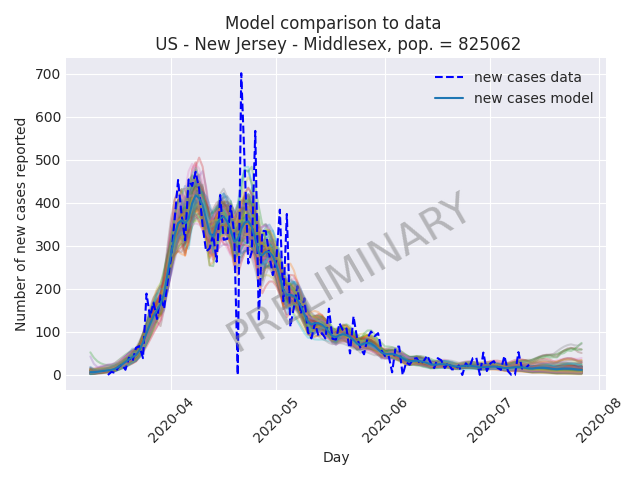 Model comparison to data
US - New Jersey - Middlesex, pop. = 825062
Number of new cases reported
700
600
500
400
300
200
100
0
new cases data
new cases model
PRELIMINARY
2020-04
2020-05
2020-06
2020-07
2020-08
Day